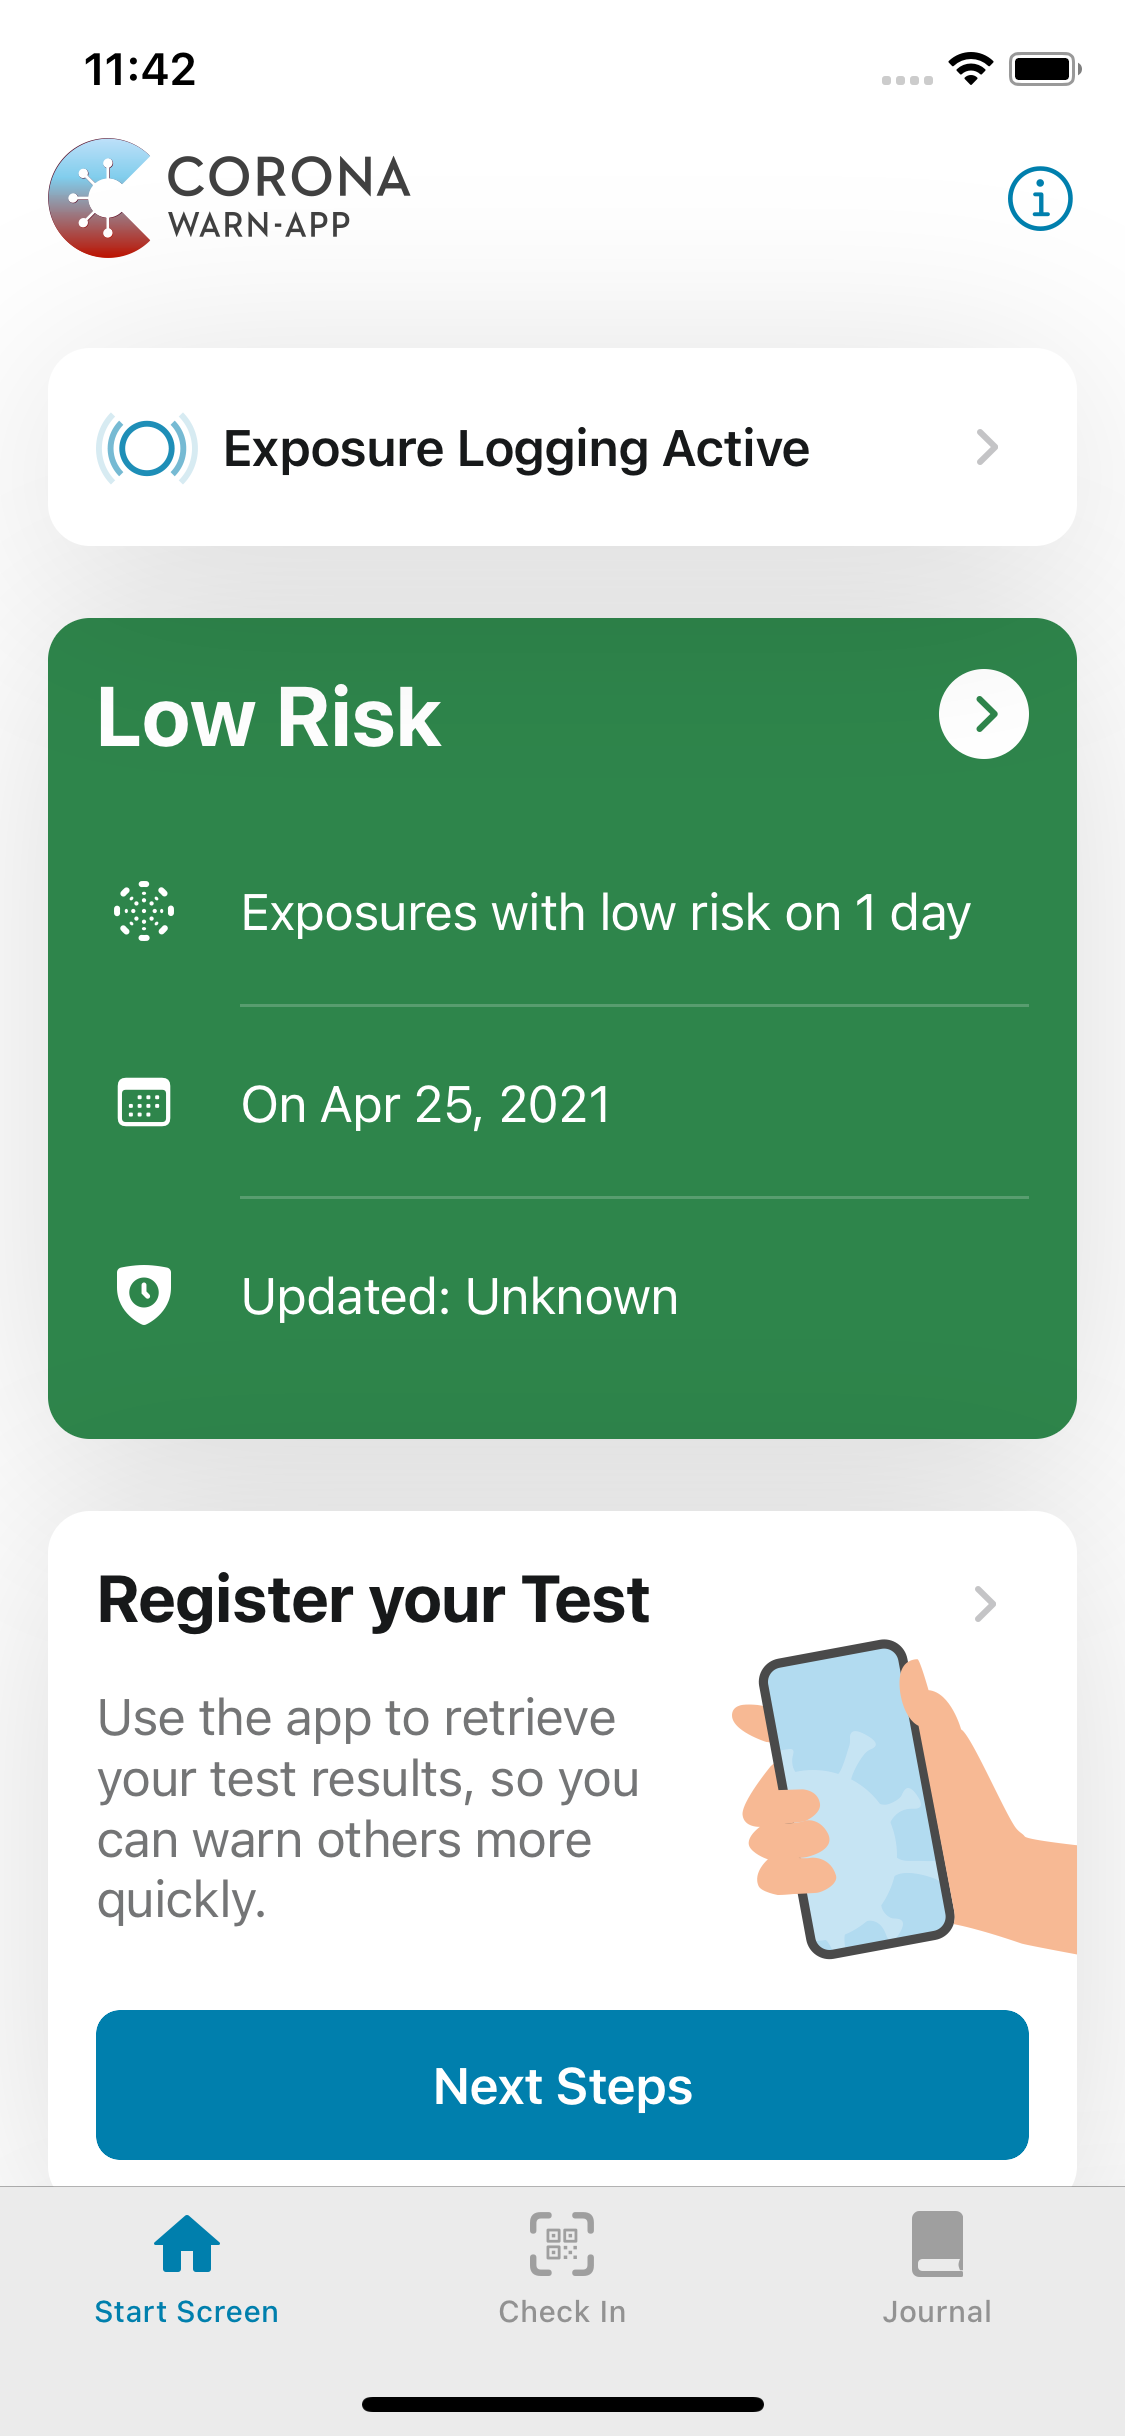 11:42
CORONA
WARN-APP
Exposure Logging Active
Low Risk
Exposures with low risk on 1 day
On Apr 25, 2021
Updated: Unknown
Register your Test
Use the app to retrieve
your test results, so you
can warn others more
quickly.
Next Steps
Start Screen
Check In
Journal